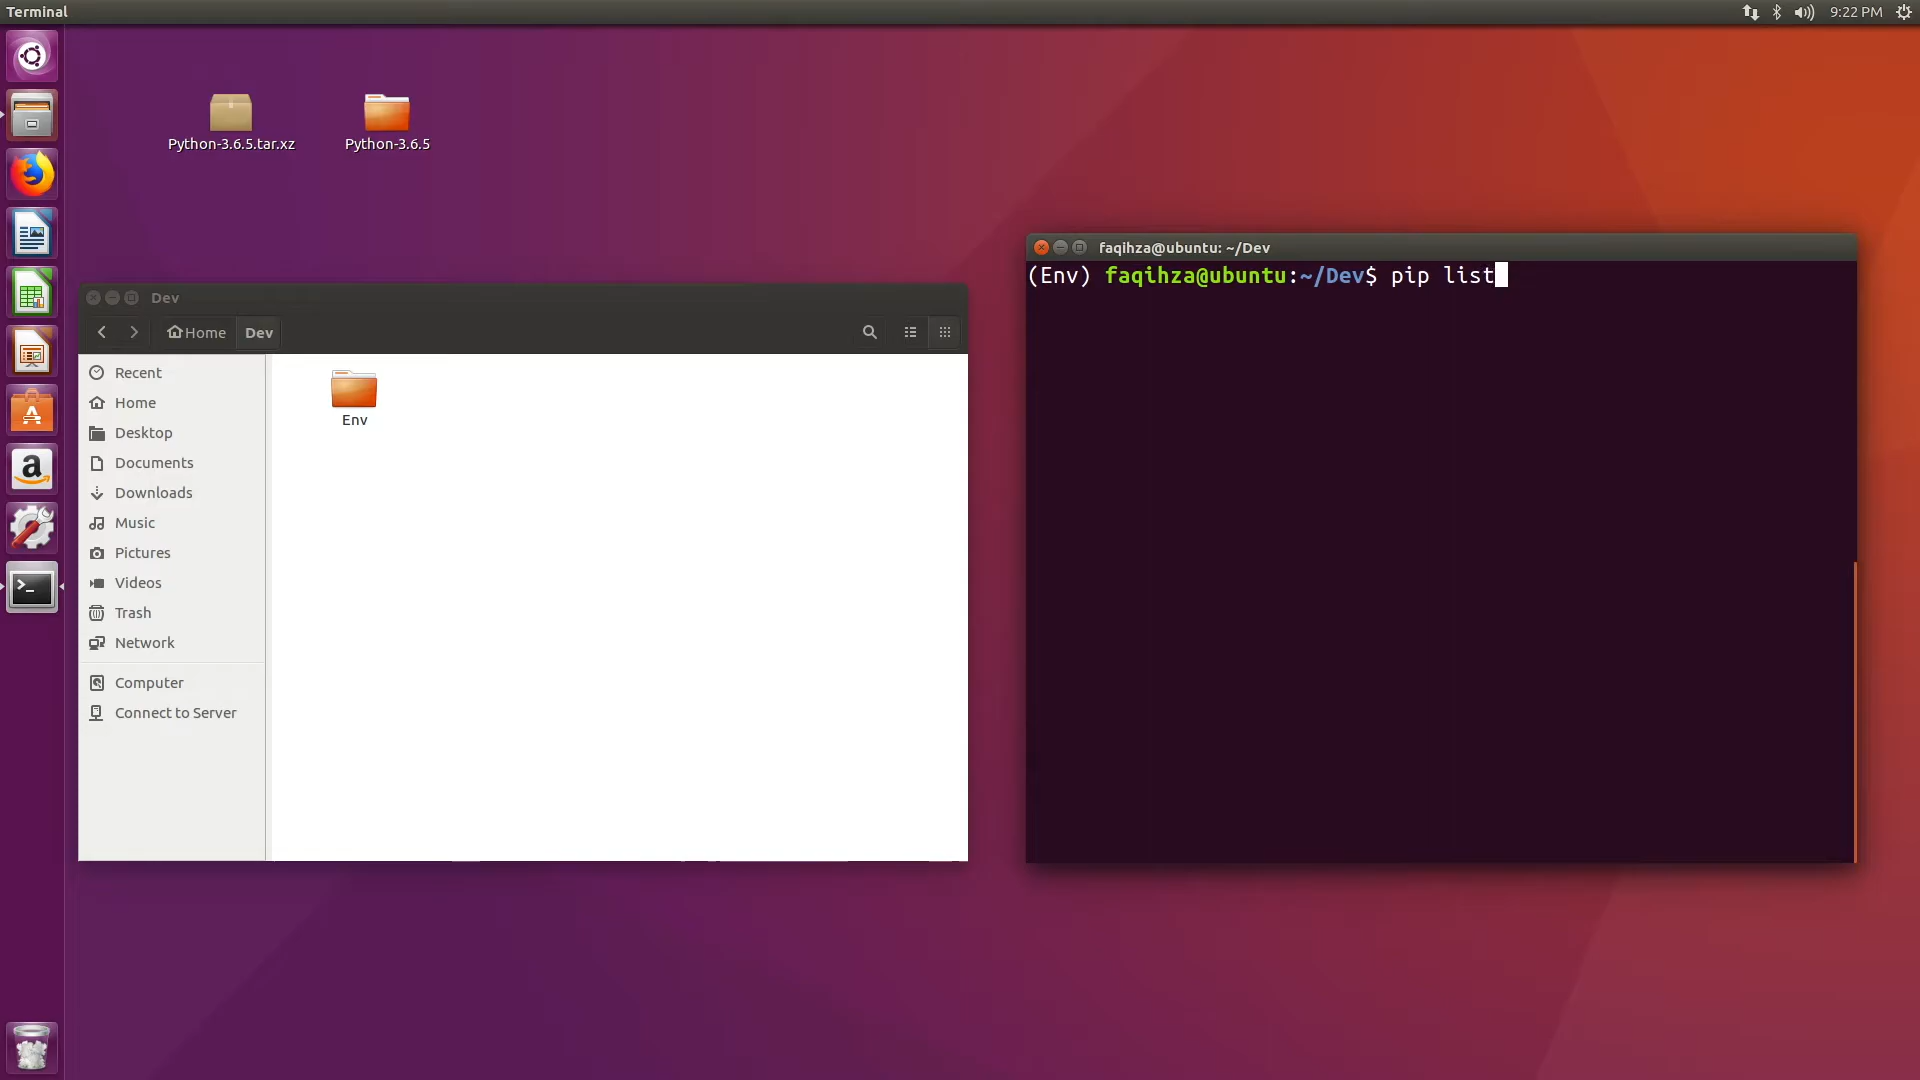 Terminal
9:22 PM
Python-3.6.5.tar.xz
Python-3.6.5
Dev
Home
Dev
Recent
Home
Desktop
Documents
Downloads
Music
Pictures
Videos
Trash
Network
Computer
Connect to Server
Env
faqihza@ubuntu: ~/Dev
(Env) faqihza@ubuntu:~/Dev$ pip list